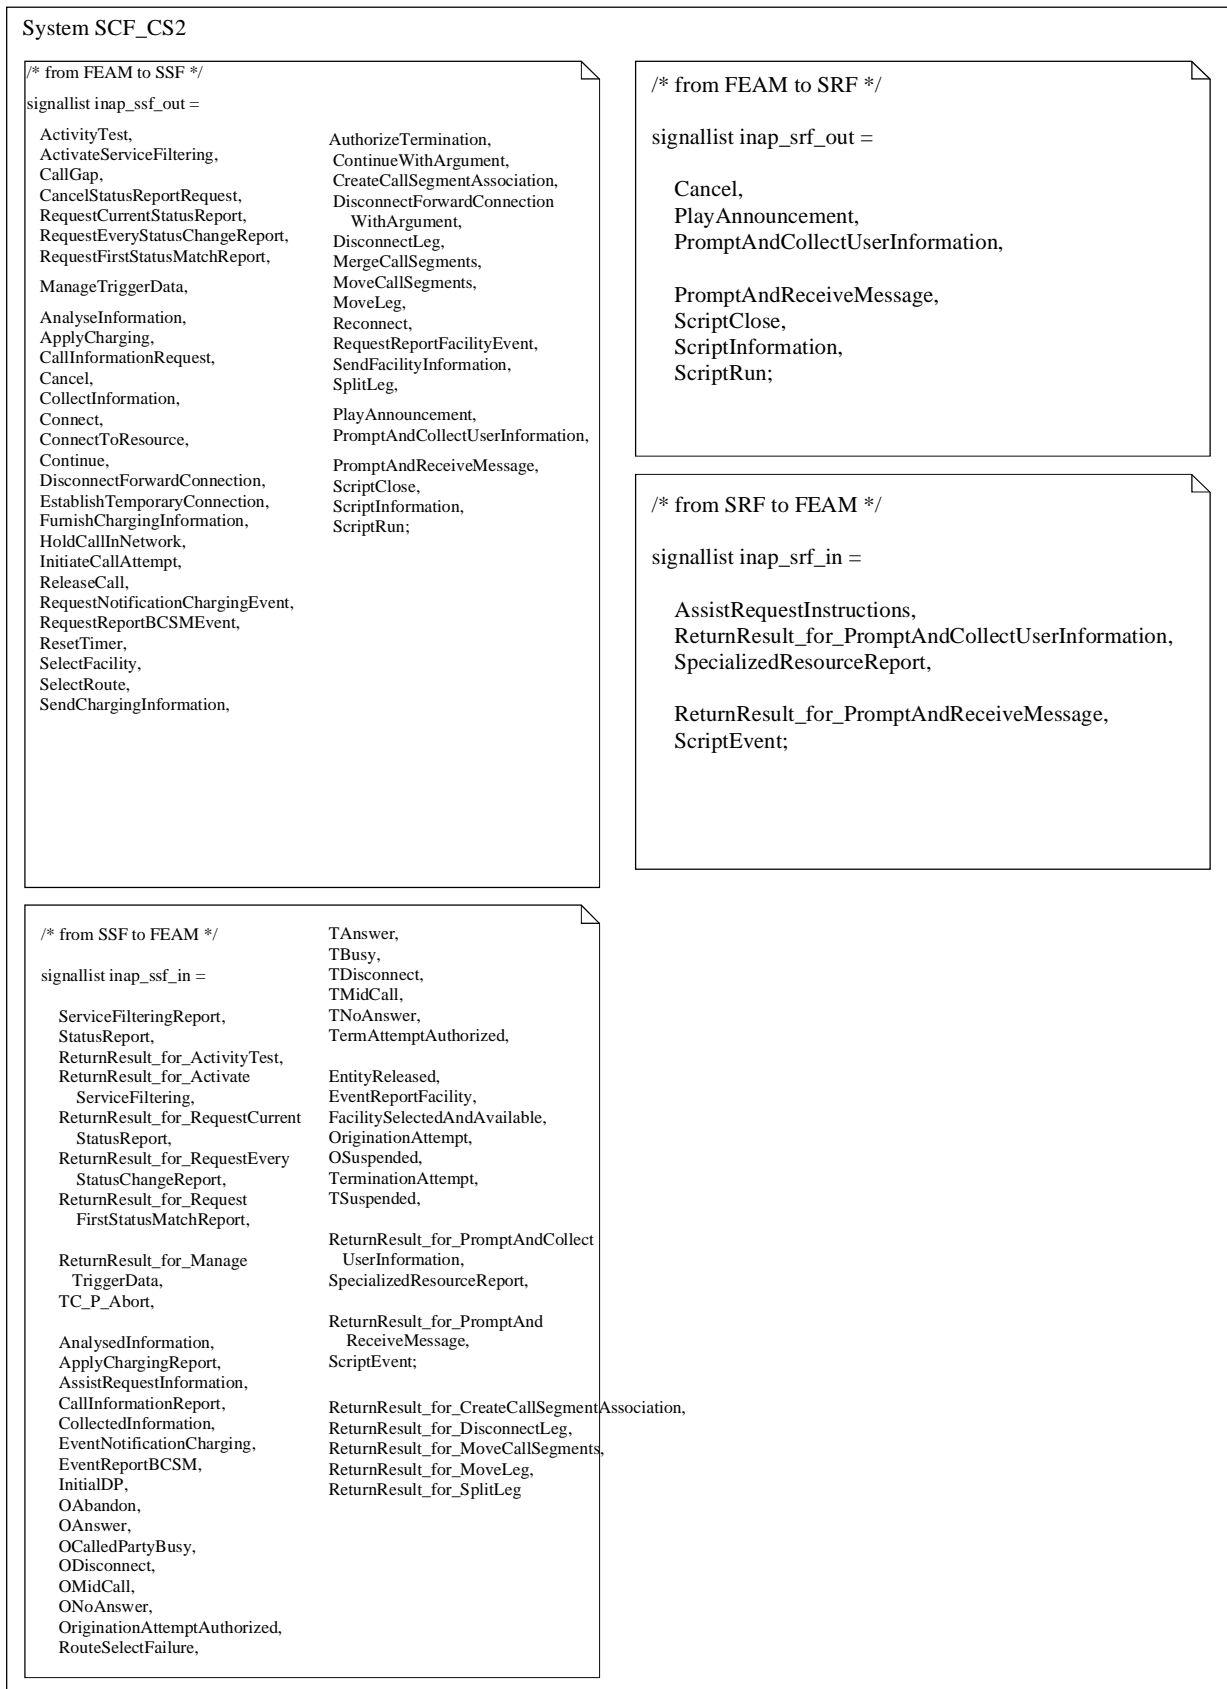 System SCF_CS2
/* from FEAM to SSF */
signallist inap_ssf_out =
ActivityTest,
ActivateServiceFiltering,
CallGap,
CancelStatusReportRequest,
RequestCurrentStatusReport,
RequestEveryStatusChangeReport,
RequestFirstStatusMatchReport,
ManageTriggerData,
AnalyseInformation,
ApplyCharging,
CallInformationRequest,
Cancel,
CollectInformation,
Connect,
ConnectToResource,
Continue,
DisconnectForwardConnection,
EstablishTemporaryConnection,
FurnishChargingInformation,
HoldCallInNetwork,
InitiateCallAttempt,
ReleaseCall,
RequestNotificationChargingEvent,
RequestReportBCSMEvent,
ResetTimer,
SelectFacility,
SelectRoute,
SendChargingInformation,
AuthorizeTermination,
ContinueWithArgument,
CreateCallSegmentAssociation,
DisconnectForwardConnection
WithArgument,
DisconnectLeg,
MergeCallSegments,
MoveCallSegments,
MoveLeg,
Reconnect,
RequestReportFacilityEvent,
SendFacilityInformation,
SplitLeg,
PlayAnnouncement,
PromptAndCollectUserInformation,
PromptAndReceiveMessage,
ScriptClose,
ScriptInformation,
ScriptRun;
/* from FEAM to SRF */
signallist inap_srf_out =
Cancel,
PlayAnnouncement,
PromptAndCollectUserInformation,
PromptAndReceiveMessage,
ScriptClose,
ScriptInformation,
ScriptRun;
/* from SRF to FEAM */
signallist inap_srf_in =
AssistRequestInstructions,
ReturnResult_for_PromptAndCollectUserInformation,
SpecializedResourceReport,
ReturnResult_for_PromptAndReceiveMessage,
ScriptEvent;
/* from SSF to FEAM */
signallist inap_ssf_in =
ServiceFilteringReport,
StatusReport,
ReturnResult_for_ActivityTest,
ReturnResult_for_Activate
ServiceFiltering,
ReturnResult_for_RequestCurrent
StatusReport,
ReturnResult_for_RequestEvery
StatusChangeReport,
ReturnResult_for_Request
FirstStatusMatchReport,
ReturnResult_for_Manage
TriggerData,
TC_P_Abort,
AnalysedInformation,
ApplyChargingReport,
AssistRequestInformation,
CallInformationReport,
CollectedInformation,
EventNotificationCharging,
EventReportBCSM,
InitialDP,
OAbandon,
OAnswer,
OCalledPartyBusy,
ODisconnect,
OMidCall,
ONoAnswer,
OriginationAttemptAuthorized,
RouteSelectFailure,
TAnswer,
TBusy,
TDisconnect,
TMidCall,
TNoAnswer,
TermAttemptAuthorized,
EntityReleased,
EventReportFacility,
FacilitySelectedAndAvailable,
OriginationAttempt,
OSuspended,
TerminationAttempt,
TSuspended,
ReturnResult_for_PromptAndCollect
UserInformation,
SpecializedResourceReport,
ReturnResult_for_PromptAnd
ReceiveMessage,
ScriptEvent;
ReturnResult_for_CreateCallSegmentAssociation,
ReturnResult_for_DisconnectLeg,
ReturnResult_for_MoveCallSegments,
ReturnResult_for_MoveLeg,
ReturnResult_for_SplitLeg